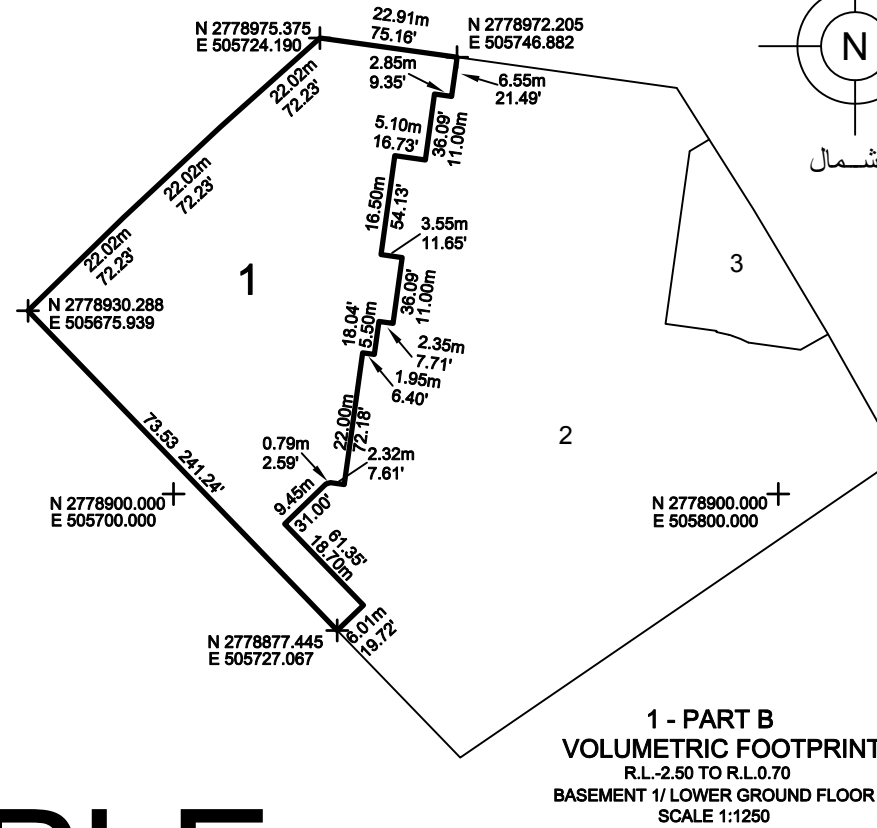 22.91m
75.16'
N 2778975.375
E 505724.190
N 2778972.205
E 505746.882
N
شــمال
2.85m
9.35'
6.55m
21.49'
22.02m
72.23'
5.10m
16.73'
36.09'
11.00m
22.02m
72.23'
16.50m
54.13'
3.55m
11.65'
22.02m
72.23'
1
3
36.09'
11.00m
N 2778930.288
E 505675.939
18.04'
5.50m
2.35m
7.71'
1.95m
6.40'
22.00m
72.18'
2
73.53 241.24'
0.79m
2.59'
2.32m
7.61'
9.45m
31.00'
N 2778900.000
E 505700.000
N 2778900.000
E 505800.000
61.35'
18.70m
6.01m
19.72'
N 2778877.445
E 505727.067
1 - PART B
VOLUMETRIC FOOTPRINT
R.L.-2.50 TO R.L.0.70
BASEMENT 1/ LOWER GROUND FLOOR
SCALE 1:1250